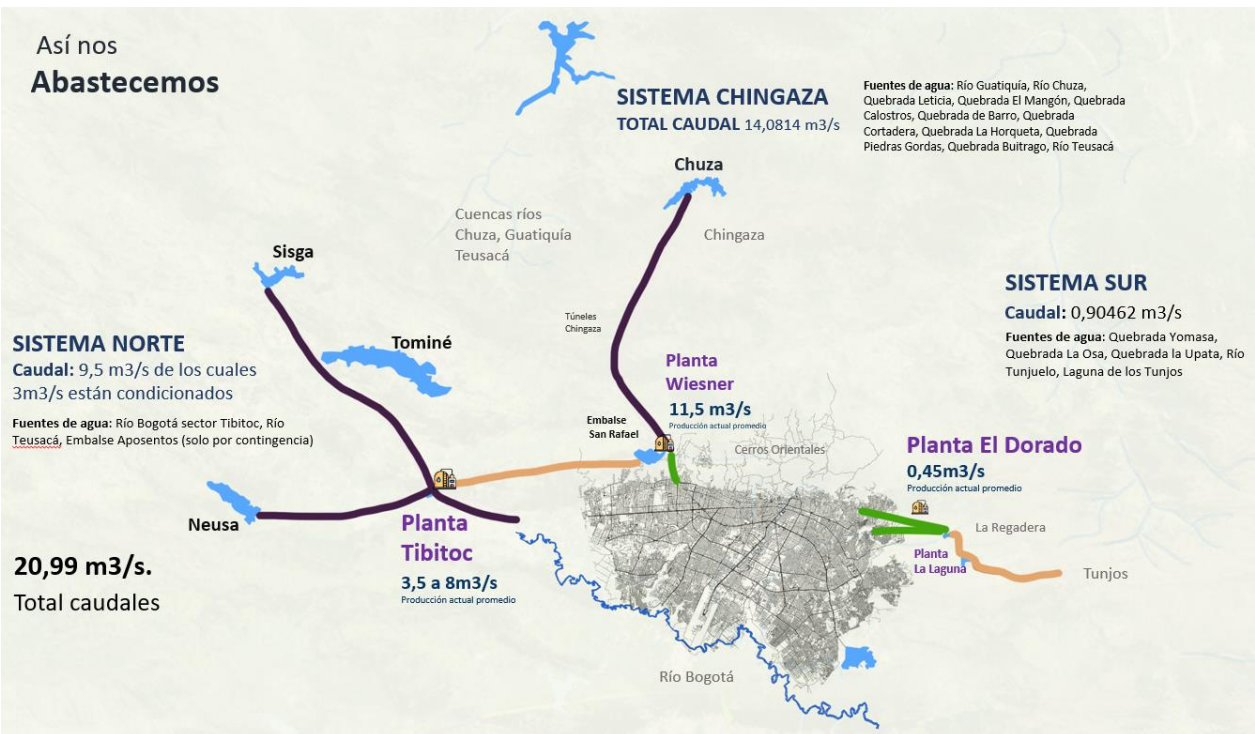 Así nos
Abastecemos
SISTEMA CHINGAZA
TOTAL CAUDAL 14,0814 m3/s
Fuentes de agua: Río Guatiquía, Río Chuza,
Quebrada Leticia, Quebrada El Mangón, Quebrada
Calostros, Quebrada de Barro, Quebrada
Cortadera, Quebrada La Horqueta, Quebrada
Piedras Gordas, Quebrada Buitrago, Río Teusacá
Chuza
Cuencas ríos
Chuza, Guatiquía
Teusacá
Chingaza
Sisga
SISTEMA SUR
Caudal: 0,90462 m3/s
Fuentes de agua: Quebrada Yomasa,
Quebrada La Osa, Quebrada la Upata, Río
Tunjuelo, Laguna de los Tunjos
Túneles
Chingaza
SISTEMA NORTE
Caudal: 9,5 m3/s de los cuales
3m3/s están condicionados
Fuentes de agua: Río Bogotá sector Tibitoc, Río
Teusacá, Embalse Aposentos (solo por contingencia)
Tominé
Planta
Wiesner
11,5 m3/s
Producción actual promedio
Embalse
San Rafael
Cerros Orientales
Planta El Dorado
0,45m3/s
Producción actual promedio
Neusa
Planta
Tibitoc
3,5 a 8m3/s
Producción actual promedio
La Regadera
Planta
La Laguna
Tunjos
20,99 m3/s.
Total caudales
Río Bogotá